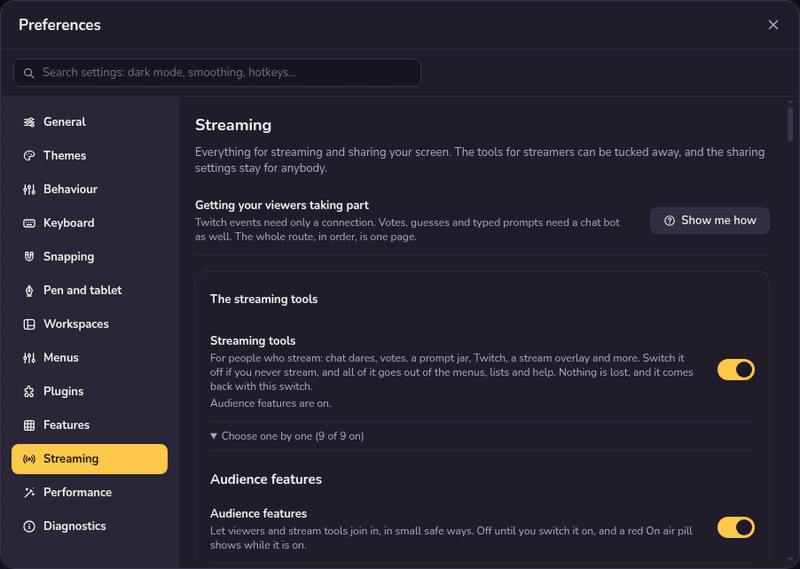 Preferences
Search settings: dark mode, smoothing, hotkeys...
General
Themes
Behaviour
Keyboard
Snapping
Pen and tablet
Workspaces
Menus
Plugins
Features
Streaming
Performance
Diagnostics
Streaming
Everything for streaming and sharing your screen. The tools for streamers can be tucked away, and the sharing
settings stay for anybody.
Getting your viewers taking part
Twitch events need only a connection. Votes, guesses and typed prompts need a chat bot
as well. The whole route, in order, is one page.
Show me how
The streaming tools
Streaming tools
For people who stream: chat dares, votes, a prompt jar, Twitch, a stream overlay and more. Switch it
off if you never stream, and all of it goes out of the menus, lists and help. Nothing is lost, and it comes
back with this switch.
Audience features are on.
▼ Choose one by one (9 of 9 on)
Audience features
Audience features
Let viewers and stream tools join in, in small safe ways. Off until you switch it on, and a red On air pill
shows while it is on.